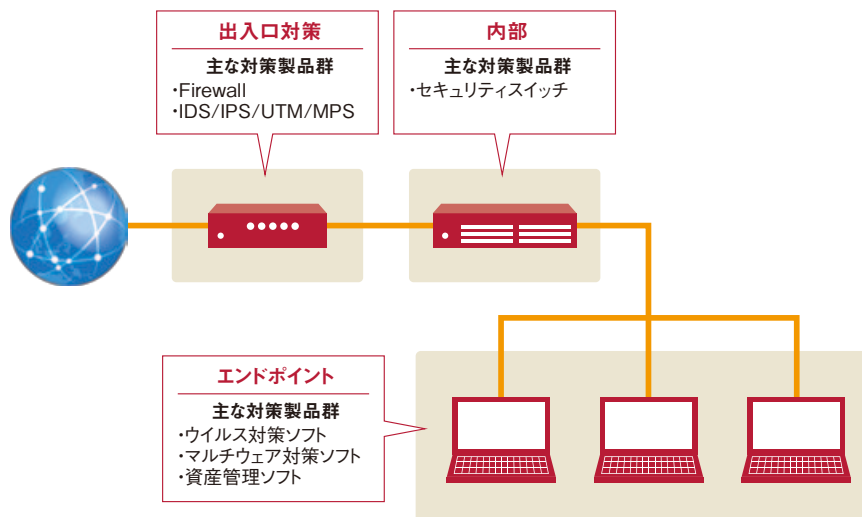 出入口対策
主な対策製品群
・Firewall
・IDS/IPS/UTM/MPS
内部
主な対策製品群
・セキュリティスイッチ
エンドポイント
主な対策製品群
・ウイルス対策ソフト
・マルチウェア対策ソフト
・資産管理ソフト